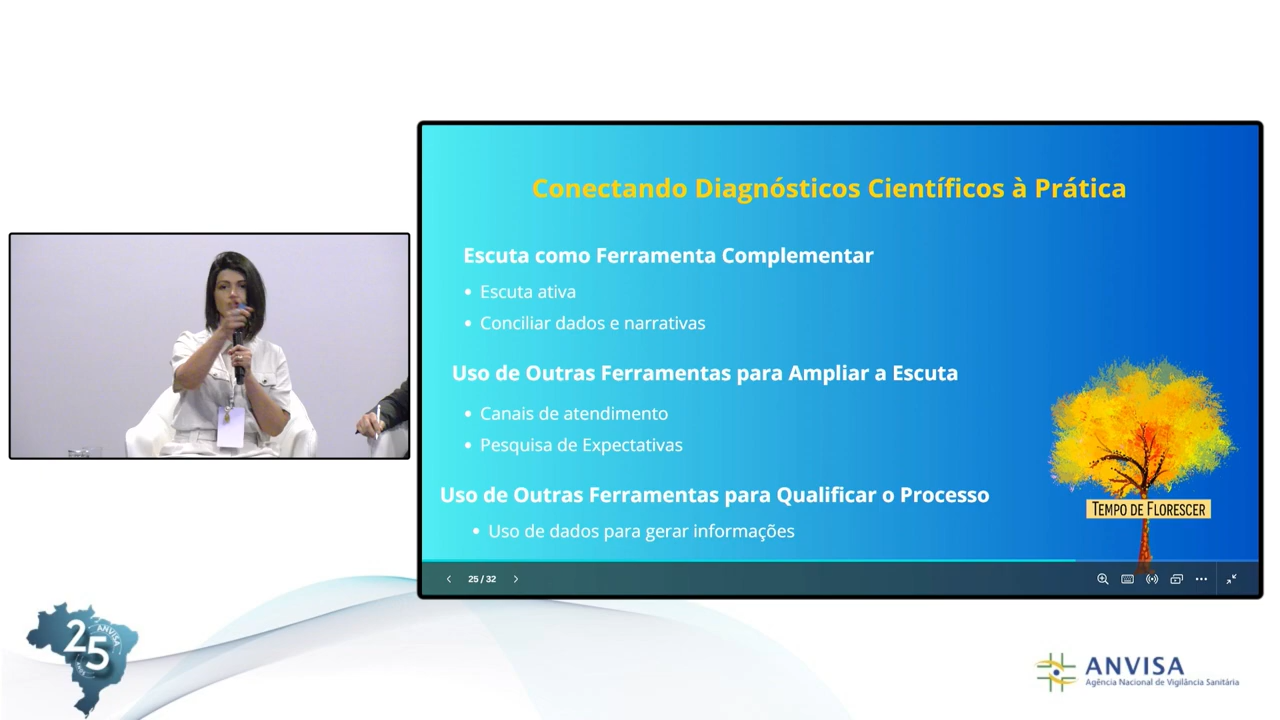 Conectando Diagnósticos Científicos à Prática
Escuta como Ferramenta Complementar
• Escuta ativa
• Conciliar dados e narrativas
Uso de Outras Ferramentas para Ampliar a Escuta
• Canais de atendimento
• Pesquisa de Expectativas
Uso de Outras Ferramentas para Qualificar o Processo
• Uso de dados para gerar informações
TEMPO DE FLORESCER
25 / 32
25
ANVISA
ANVISA
Agência Nacional de Vigilância Sanitária